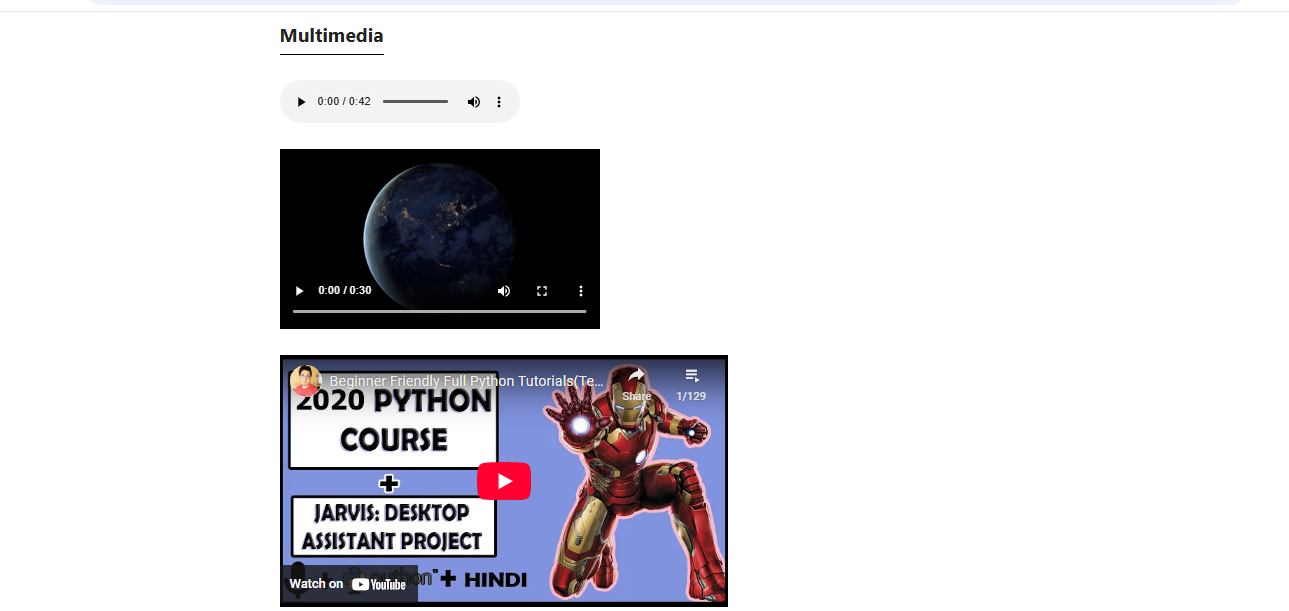 Multimedia
0:00 / 0:42
0:00 / 0:30
Beginner Friendly Full Python Tutorials(Te...
Share
1/129
2020 PYTHON
COURSE
+
JARVIS: DESKTOP
ASSISTANT PROJECT
+ HINDI
Watch on YouTube